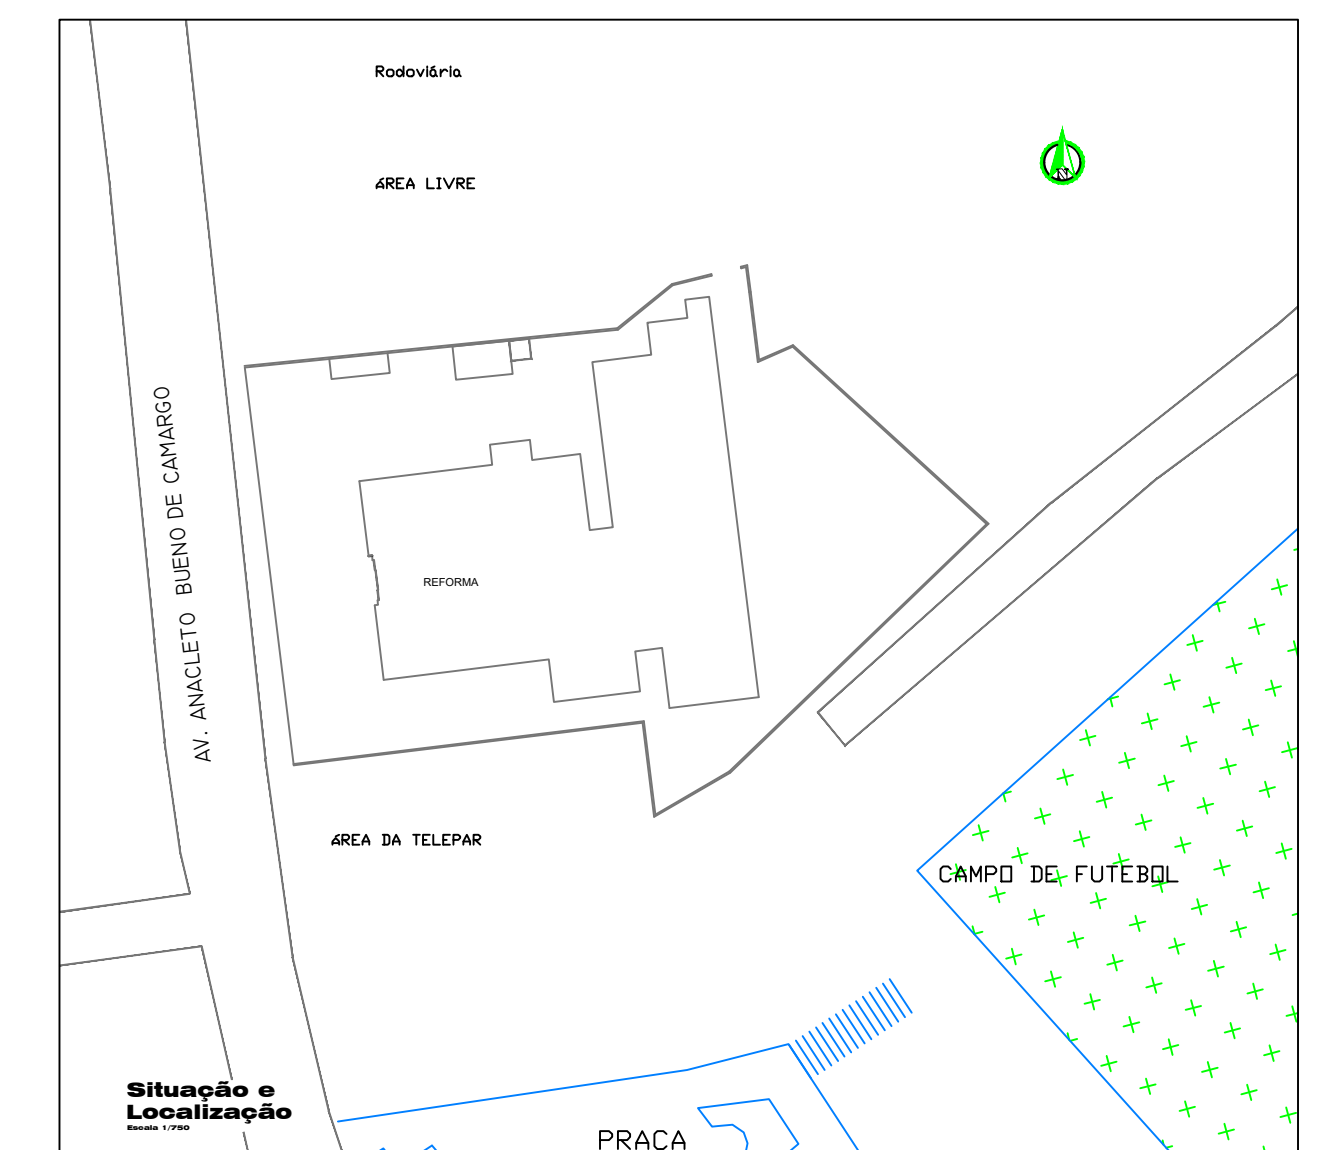 Rodoviária
ÁREA LIVRE
N
AV. ANACLETO BUENO DE CAMARGO
REFORMA
ÁREA DA TELEPAR
CAMPO DE FUTEBOL
Situação e
Localização
Escala 1/750
PRACA